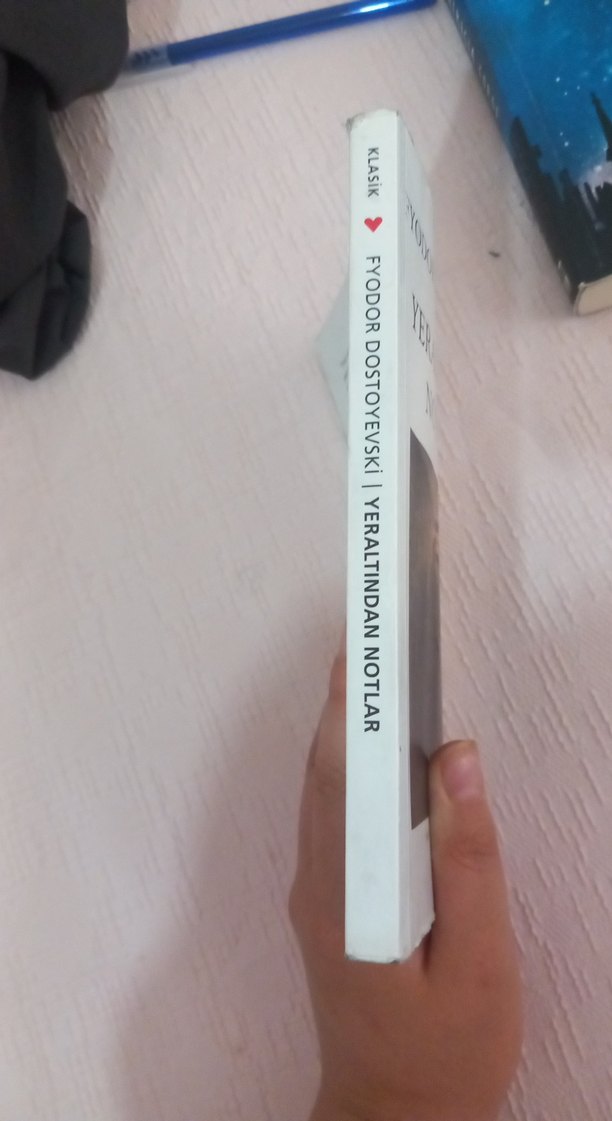 KLASİK
FYODOR DOSTOYEVSKİ | YERALTINDAN NOTLAR